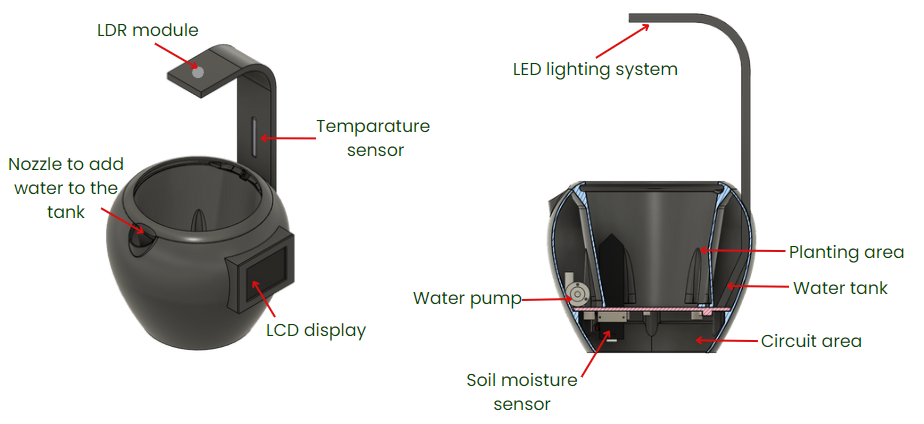 LDR module
LED lighting system
Temparature
sensor
Nozzle to add
water to the
tank
Planting area
Water tank
Water pump
LCD display
Circuit area
Soil moisture
sensor